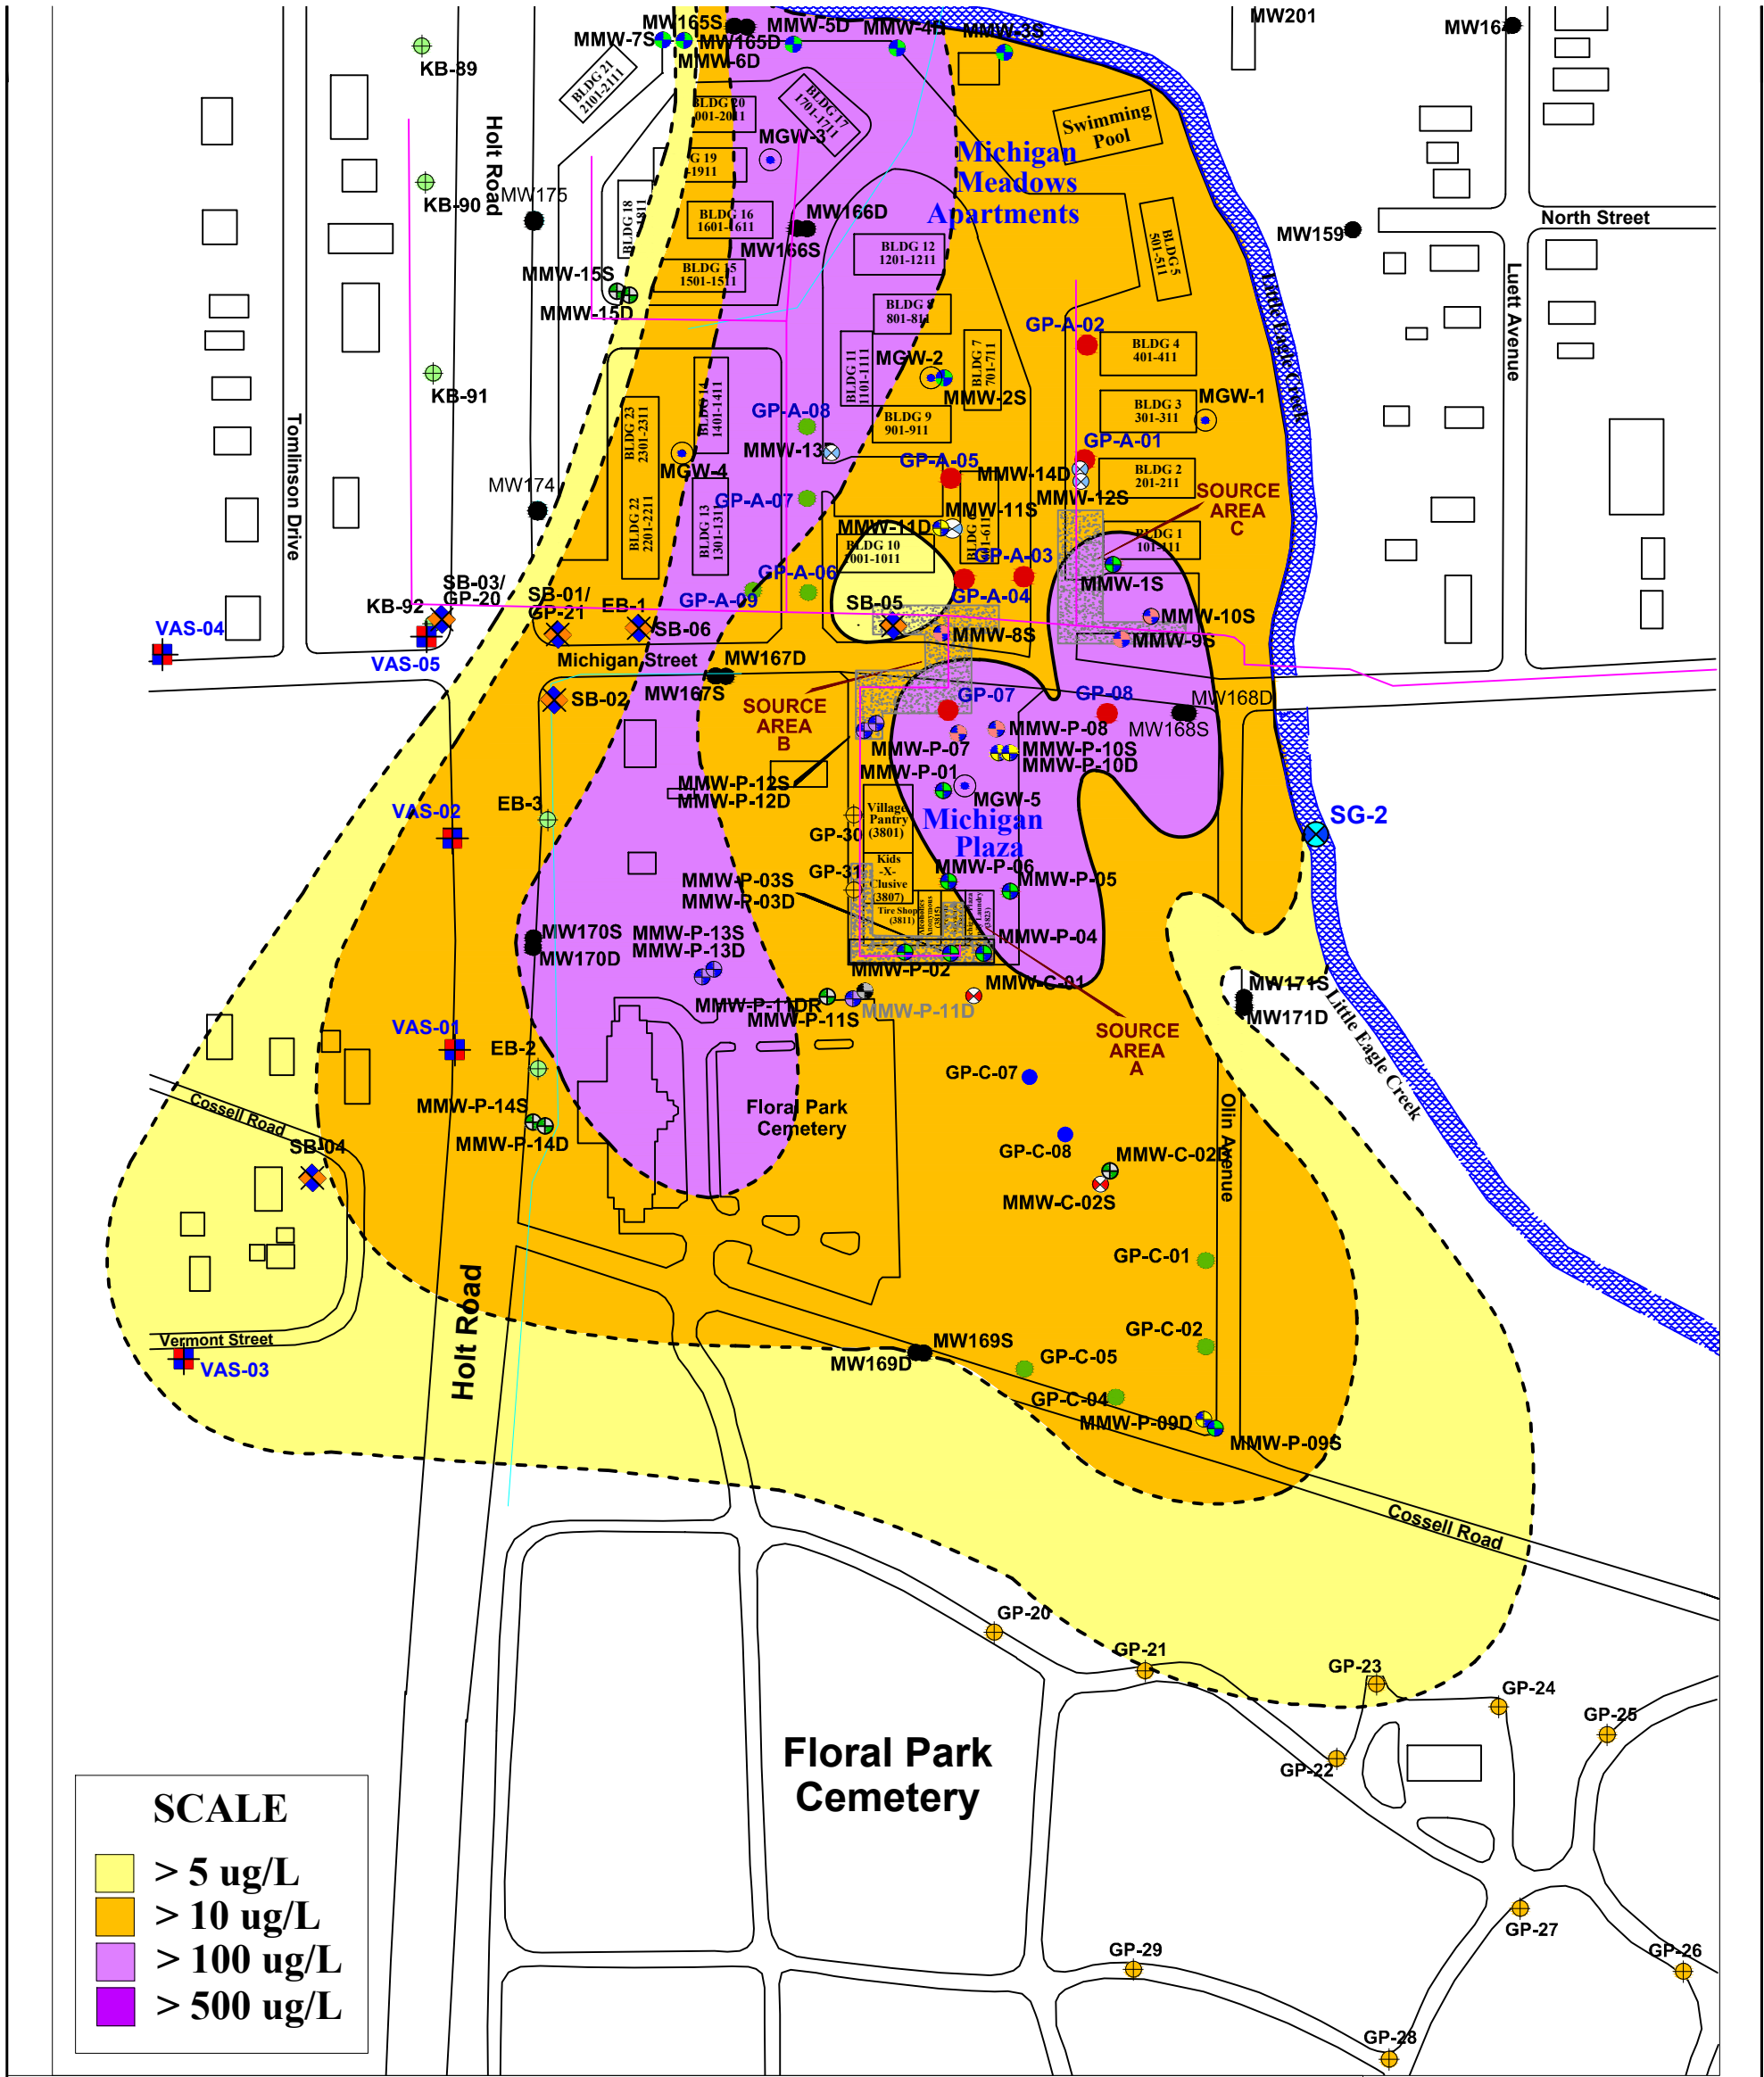 MW165S
MMW-5D
MMW-4D
MMW-3S
MW201
MW164
MMW-7S
MW165D
MMW-6D
KB-89
BLDG 21
2101-2111
BLDG 20
001-2011
BLDG 17
1701-1711
Swimming
Pool
Holt Road
MGW-3
G 19
-1911
Michigan
Meadows
Apartments
KB-90
MW175
BLDG 18
BLDG 16
1601-1611
MW166D
MW166S
BLDG 12
1201-1211
BLDG 5
501-511
MW159
North Street
MMW-15S
MMW-15D
BLDG 15
1501-1511
BLDG 8
801-811
Little Eagle Creek
Luett Avenue
GP-A-02
BLDG 4
401-411
BLDG 11
1101-1111
MGW-2
BLDG 7
701-711
MMW-2S
KB-91
BLDG 14
1401-1411
BLDG 3
301-311
MGW-1
Tomlinson Drive
BLDG 23
2301-2311
GP-A-08
BLDG 9
901-911
MMW-13
GP-A-01
MGW-4
GP-A-05
MMW-14D
BLDG 2
201-211
MW174
GP-A-07
MMW-12S
SOURCE
AREA
C
BLDG 22
2201-2211
BLDG 13
1301-1311
MMW-11S
MMW-11D
BLDG 10
1001-1011
BLDG 1
101-111
GP-A-03
GP-A-06
MMW-1S
SB-03/
GP-20
SB-01/
GP-21
EB-1
GP-A-09
GP-A-04
KB-92
SB-05
MMW-10S
VAS-04
SB-06
MMW-8S
MMW-9S
VAS-05
Michigan Street
MW167D
MW167S
SB-02
GP-07
GP-08
MW168D
MW168S
SOURCE
AREA
B
MMW-P-08
MMW-P-07
MMW-P-10S
MMW-P-10D
MMW-P-12S
MMW-P-12D
MMW-P-01
MGW-5
VAS-02
EB-3
Village
Pantry
(3801)
Michigan
Plaza
SG-2
GP-30
Kids
-X-
Clusive
(3807)
GP-31
MMW-P-06
MMW-P-05
MMW-P-03S
MMW-P-03D
Tire Shop
(3811)
Alcoholics
Anonymous
(3815)
Laundry
(3823)
MW170S
MW170D
MMW-P-13S
MMW-P-13D
MMW-P-04
MMW-P-02
MMW-C-01
MW171S
MW171D
MMW-P-11DR
MMW-P-11S
MMW-P-11D
Little Eagle Creek
VAS-01
EB-2
SOURCE
AREA
A
GP-C-07
Cossell Road
MMW-P-14S
MMW-P-14D
Floral Park
Cemetery
Olin Avenue
SB-04
GP-C-08
MMW-C-02D
MMW-C-02S
GP-C-01
Holt Road
Vermont Street
VAS-03
GP-C-02
MW169S
MW169D
GP-C-05
GP-C-04
MMW-P-09D
MMW-P-09S
Cossell Road
GP-20
GP-21
GP-23
GP-24
GP-25
GP-22
Floral Park
Cemetery
SCALE
> 5 ug/L
> 10 ug/L
> 100 ug/L
> 500 ug/L
GP-27
GP-29
GP-26
GP-28